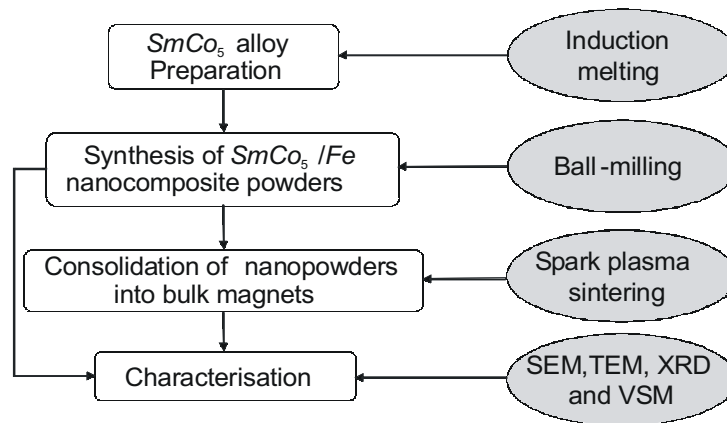 SmCo₅ alloy
Preparation
Induction
melting
Synthesis of SmCo₅ /Fe
nanocomposite powders
Ball-milling
Consolidation of nanopowders
into bulk magnets
Spark plasma
sintering
Characterisation
SEM,TEM, XRD
and VSM